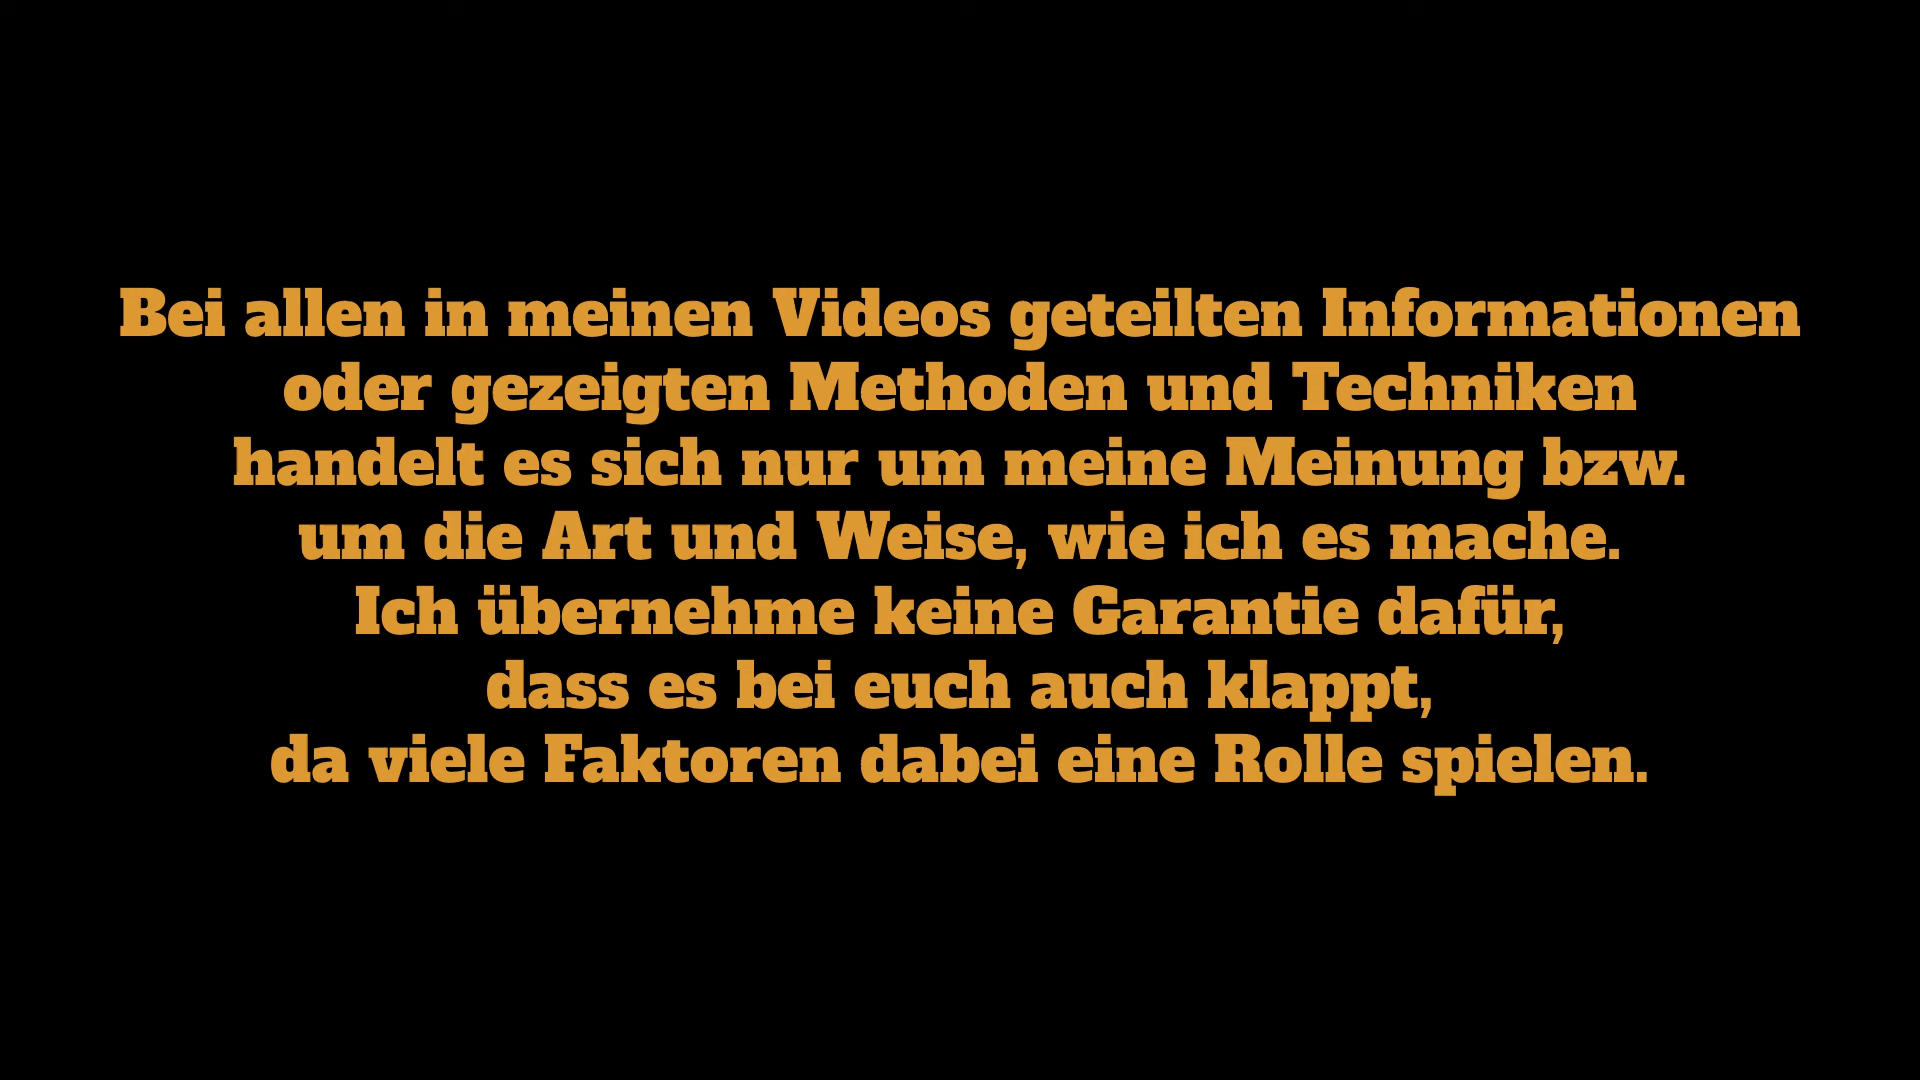 Bei allen in meinen Videos geteilten Informationen
oder gezeigten Methoden und Techniken
handelt es sich nur um meine Meinung bzw.
um die Art und Weise, wie ich es mache.
Ich übernehme keine Garantie dafür,
dass es bei euch auch klappt,
da viele Faktoren dabei eine Rolle spielen.